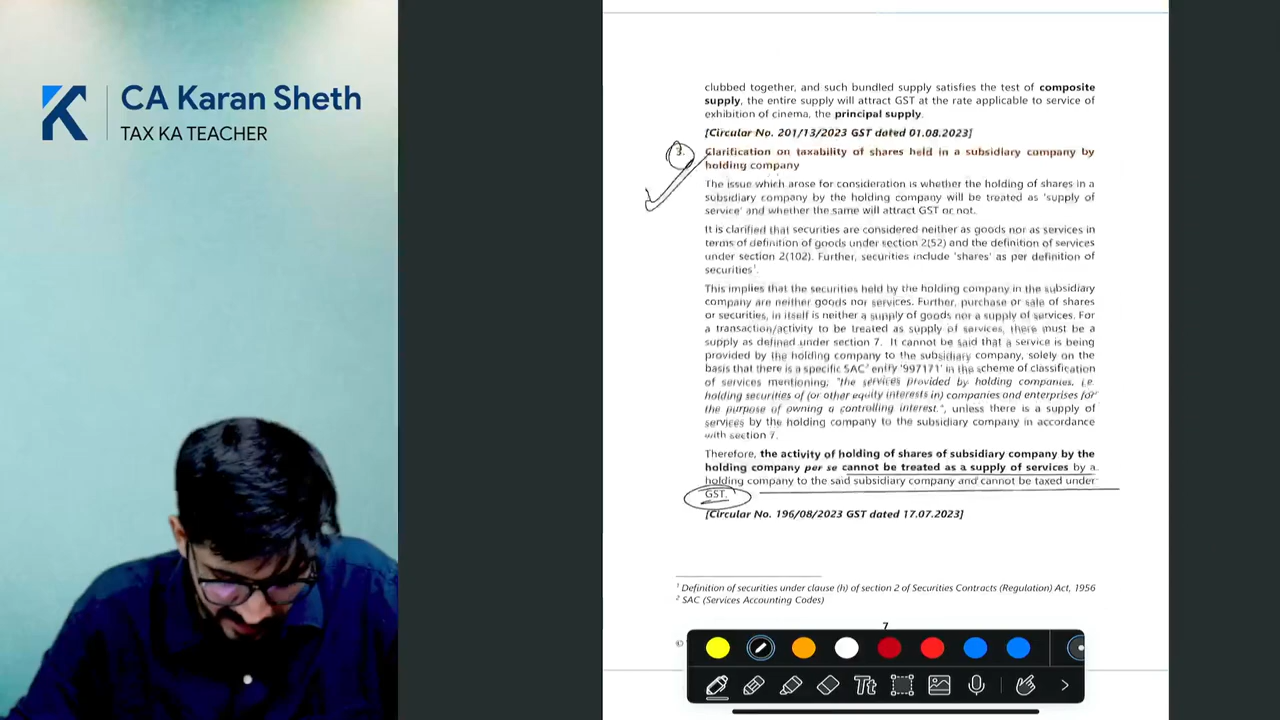 CA Karan Sheth
TAX KA TEACHER
clubbed together, and such bundled supply satisfies the test of composite
supply, the entire supply will attract GST at the rate applicable to service of
exhibition of cinema, the principal supply.
[Circular No. 201/13/2023 GST dated 01.08.2023]
3. Clarification on taxability of shares held in a subsidiary company by
holding company
The issue which arose for consideration is whether the holding of shares in a
subsidiary company by the holding company will be treated as 'supply of
service' and whether the same will attract GST or not.
It is clarified that securities are considered neither as goods nor as services in
terms of definition of goods under section 2(52) and the definition of services
under section 2(102). Further, securities include 'shares' as per definition of
securities¹.
This implies that the securities held by the holding company in the subsidiary
company are neither goods nor services. Further, purchase or sale of shares
or securities, in itself is neither a supply of goods nor a supply of services. For
a transaction/activity to be treated as supply of services, there must be a
supply as defined under section 7. It cannot be said that a service is being
provided by the holding company to the subsidiary company, solely on the
basis that there is a specific SAC² entry '997171' in the scheme of classification
of services mentioning; "the services provided by holding companies, i.e.
holding securities of (or other equity interests in) companies and enterprises for
the purpose of owning a controlling interest.", unless there is a supply of
services by the holding company to the subsidiary company in accordance
with section 7.
Therefore, the activity of holding of shares of subsidiary company by the
holding company per se cannot be treated as a supply of services by a
holding company to the said subsidiary company and cannot be taxed under
GST.
[Circular No. 196/08/2023 GST dated 17.07.2023]
¹ Definition of securities under clause (h) of section 2 of Securities Contracts (Regulation) Act, 1956
² SAC (Services Accounting Codes)
7
©
Tt